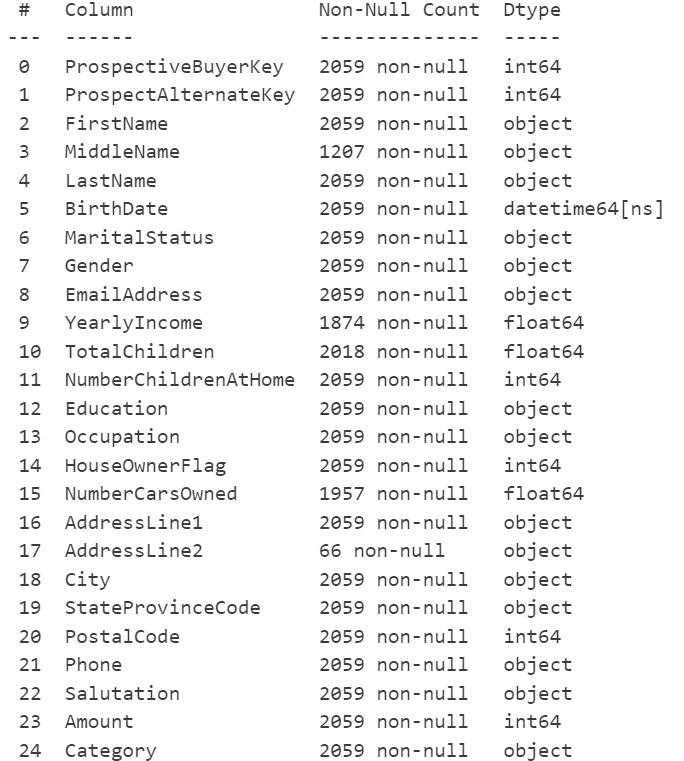 #   Column                Non-Null Count  Dtype
---  ------                --------------  -----
 0   ProspectiveBuyerKey   2059 non-null   int64
 1   ProspectAlternateKey  2059 non-null   int64
 2   FirstName             2059 non-null   object
 3   MiddleName            1207 non-null   object
 4   LastName              2059 non-null   object
 5   BirthDate             2059 non-null   datetime64[ns]
 6   MaritalStatus         2059 non-null   object
 7   Gender                2059 non-null   object
 8   EmailAddress          2059 non-null   object
 9   YearlyIncome          1874 non-null   float64
 10  TotalChildren         2018 non-null   float64
 11  NumberChildrenAtHome  2059 non-null   int64
 12  Education             2059 non-null   object
 13  Occupation            2059 non-null   object
 14  HouseOwnerFlag        2059 non-null   int64
 15  NumberCarsOwned       1957 non-null   float64
 16  AddressLine1          2059 non-null   object
 17  AddressLine2          66 non-null     object
 18  City                  2059 non-null   object
 19  StateProvinceCode     2059 non-null   object
 20  PostalCode            2059 non-null   int64
 21  Phone                 2059 non-null   object
 22  Salutation            2059 non-null   object
 23  Amount                2059 non-null   int64
 24  Category              2059 non-null   object